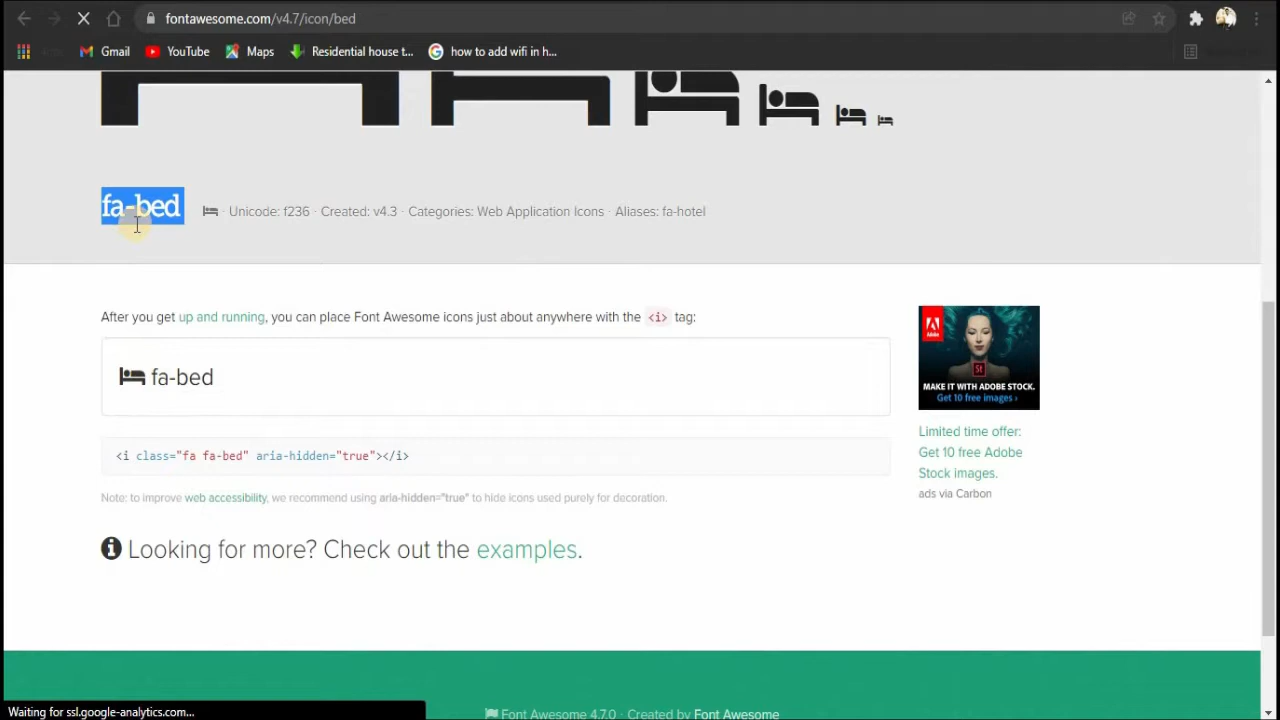 fontawesome.com/v4.7/icon/bed
Gmail YouTube Maps Residential house t... how to add wifi in h...
fa-bed · Unicode: f236 · Created: v4.3 · Categories: Web Application Icons · Aliases: fa-hotel
After you get up and running, you can place Font Awesome icons just about anywhere with the <i> tag:
fa-bed
<i class="fa fa-bed" aria-hidden="true"></i>
Note: to improve web accessibility, we recommend using aria-hidden="true" to hide icons used purely for decoration.
Looking for more? Check out the examples.
St
MAKE IT WITH ADOBE STOCK.
Get 10 free images ›
Limited time offer:
Get 10 free Adobe
Stock images.
ads via Carbon
Font Awesome 4.7.0 · Created by Font Awesome
Waiting for ssl.google-analytics.com...